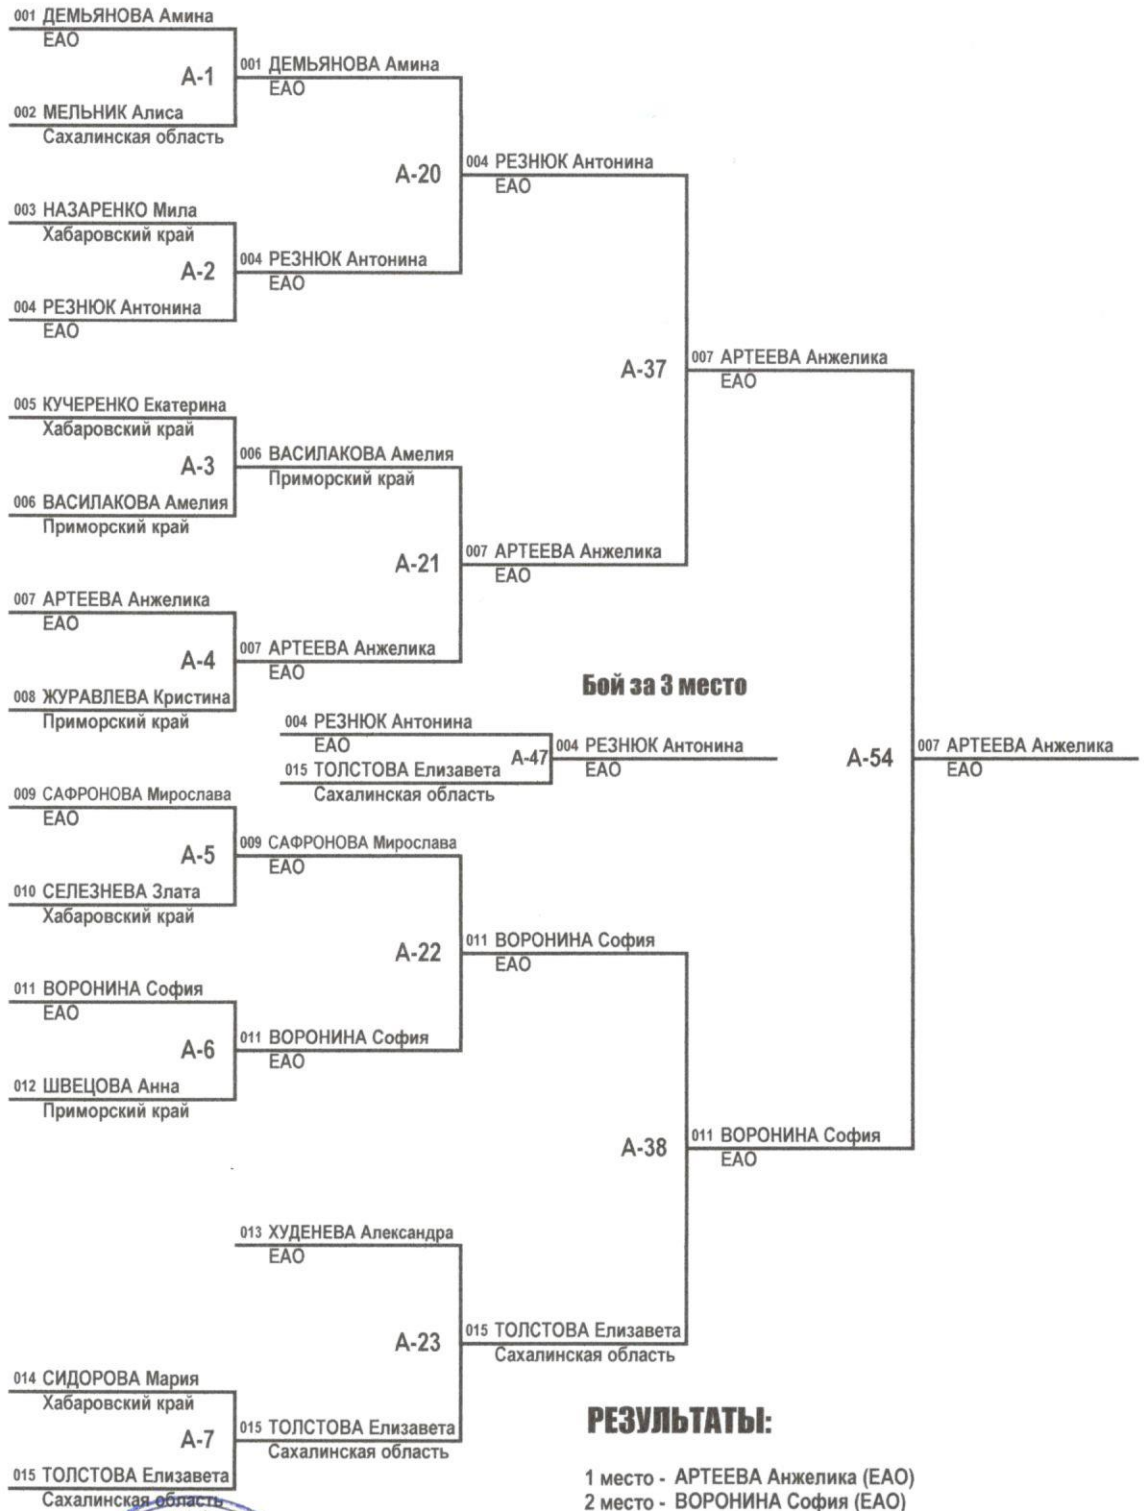 001 ДЕМЬЯНОВА Амина
ЕАО
А-1
002 МЕЛЬНИК Алиса
Сахалинская область
001 ДЕМЬЯНОВА Амина
ЕАО
А-20
003 НАЗАРЕНКО Мила
Хабаровский край
А-2
004 РЕЗНЮК Антонина
ЕАО
004 РЕЗНЮК Антонина
ЕАО
004 РЕЗНЮК Антонина
ЕАО
А-37
005 КУЧЕРЕНКО Екатерина
Хабаровский край
А-3
006 ВАСИЛАКОВА Амелия
Приморский край
006 ВАСИЛАКОВА Амелия
Приморский край
А-21
007 АРТЕЕВА Анжелика
ЕАО
А-4
008 ЖУРАВЛЕВА Кристина
Приморский край
007 АРТЕЕВА Анжелика
ЕАО
007 АРТЕЕВА Анжелика
ЕАО
007 АРТЕЕВА Анжелика
ЕАО
Бой за 3 место
004 РЕЗНЮК Антонина
ЕАО
А-47
015 ТОЛСТОВА Елизавета
Сахалинская область
004 РЕЗНЮК Антонина
ЕАО
А-54
007 АРТЕЕВА Анжелика
ЕАО
009 САФРОНОВА Мирослава
ЕАО
А-5
010 СЕЛЕЗНЕВА Злата
Хабаровский край
009 САФРОНОВА Мирослава
ЕАО
А-22
011 ВОРОНИНА София
ЕАО
А-6
012 ШВЕЦОВА Анна
Приморский край
011 ВОРОНИНА София
ЕАО
011 ВОРОНИНА София
ЕАО
А-38
011 ВОРОНИНА София
ЕАО
013 ХУДЕНЕВА Александра
ЕАО
А-23
014 СИДОРОВА Мария
Хабаровский край
А-7
015 ТОЛСТОВА Елизавета
Сахалинская область
015 ТОЛСТОВА Елизавета
Сахалинская область
015 ТОЛСТОВА Елизавета
Сахалинская область
РЕЗУЛЬТАТЫ:
1 место - АРТЕЕВА Анжелика (ЕАО)
2 место - ВОРОНИНА София (ЕАО)